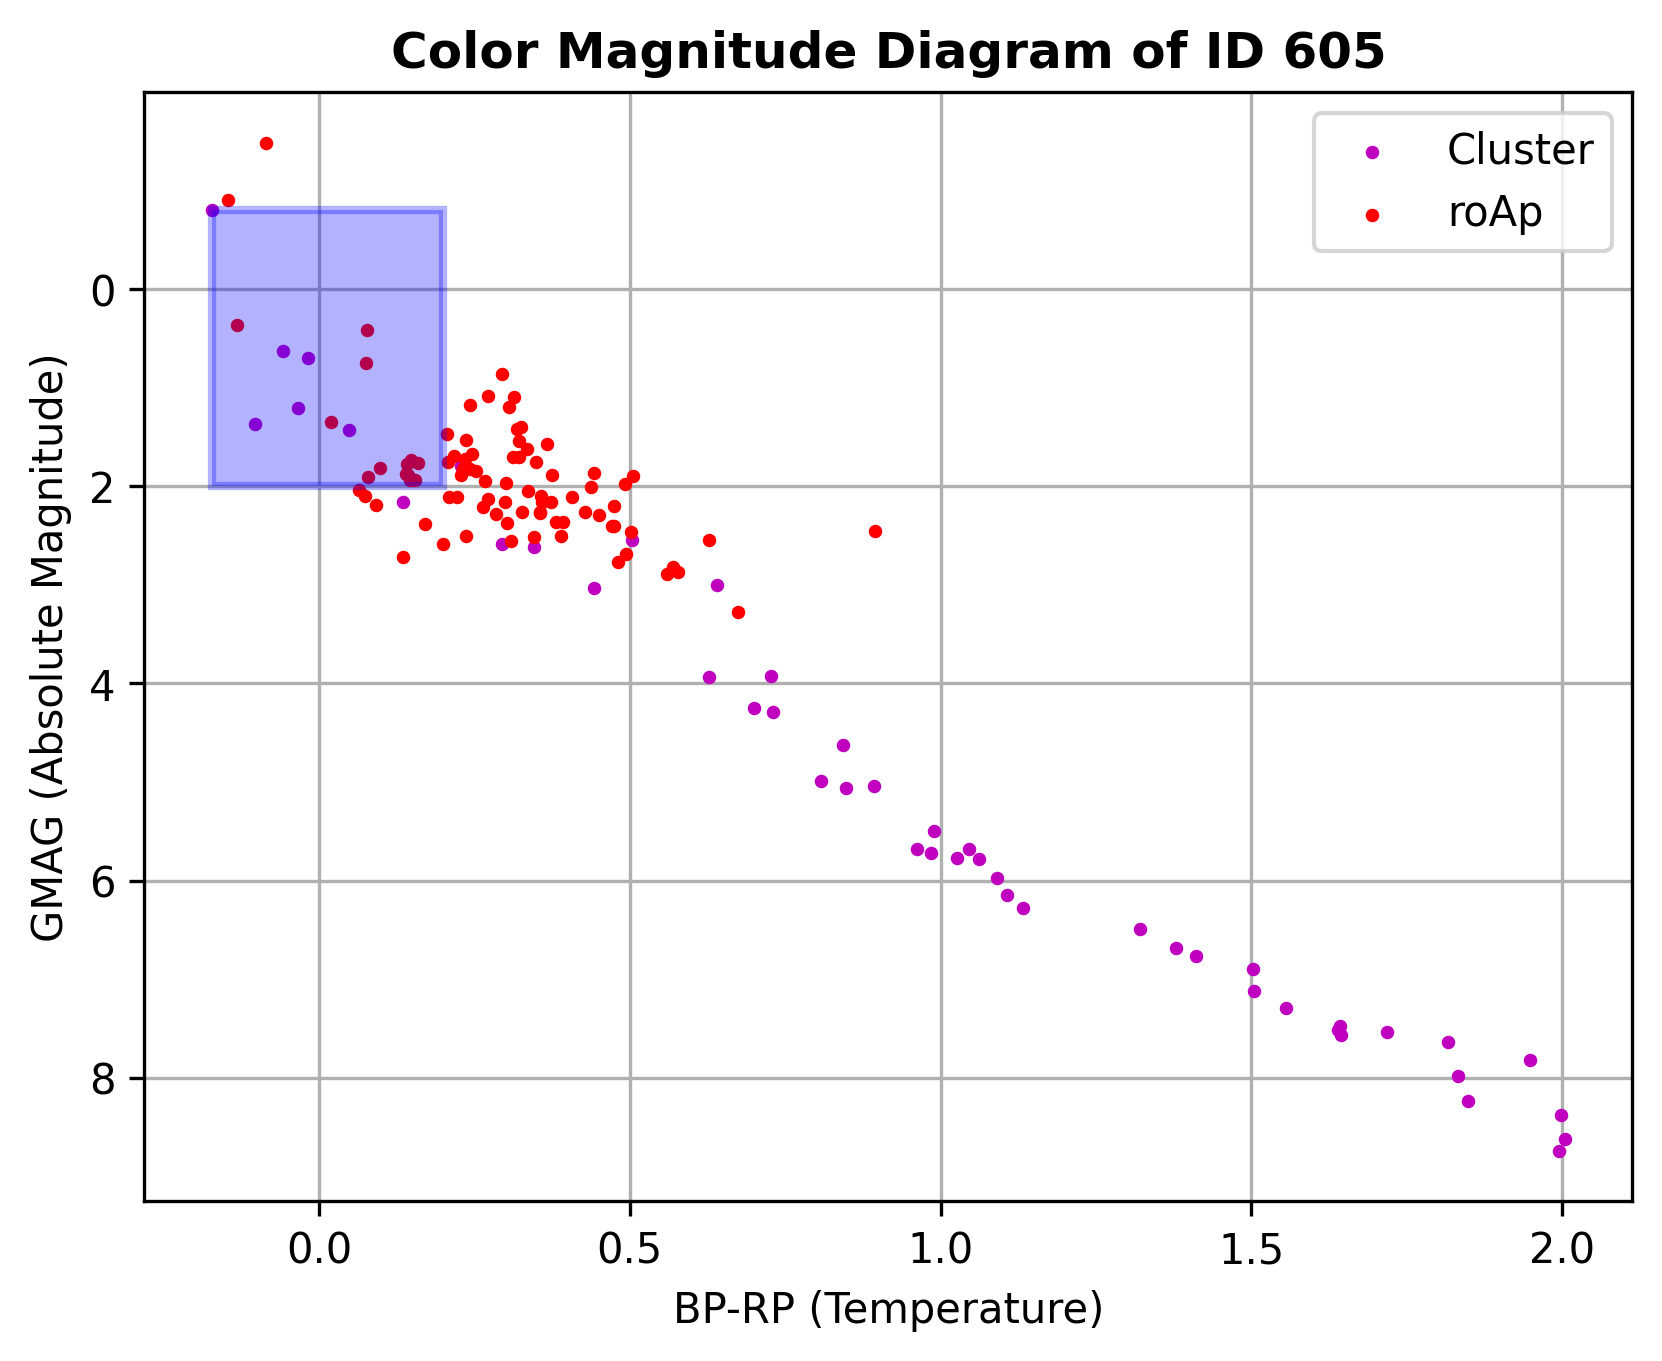 Color Magnitude Diagram of ID 605
Cluster
roAp
0
2
4
6
8
GMAG (Absolute Magnitude)
0.0 0.5 1.0 1.5 2.0
BP-RP (Temperature)